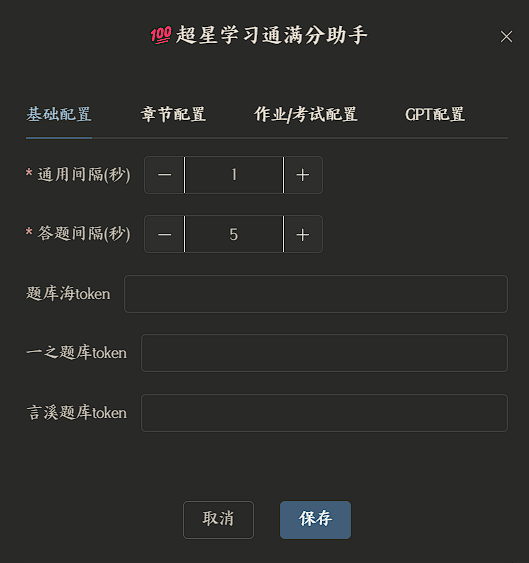 💯超星学习通满分助手
基础配置 章节配置 作业/考试配置 GPT配置
* 通用间隔(秒) 1
* 答题间隔(秒) 5
题库海token
一之题库token
言溪题库token
取消 保存